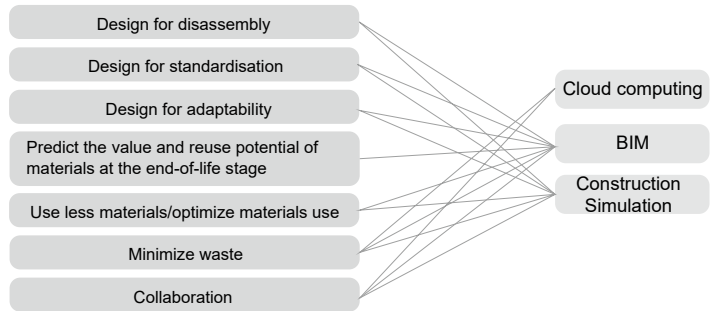 Design for disassembly
Design for standardisation
Design for adaptability
Predict the value and reuse potential of
materials at the end-of-life stage
Use less materials/optimize materials use
Minimize waste
Collaboration
Cloud computing
BIM
Construction
Simulation